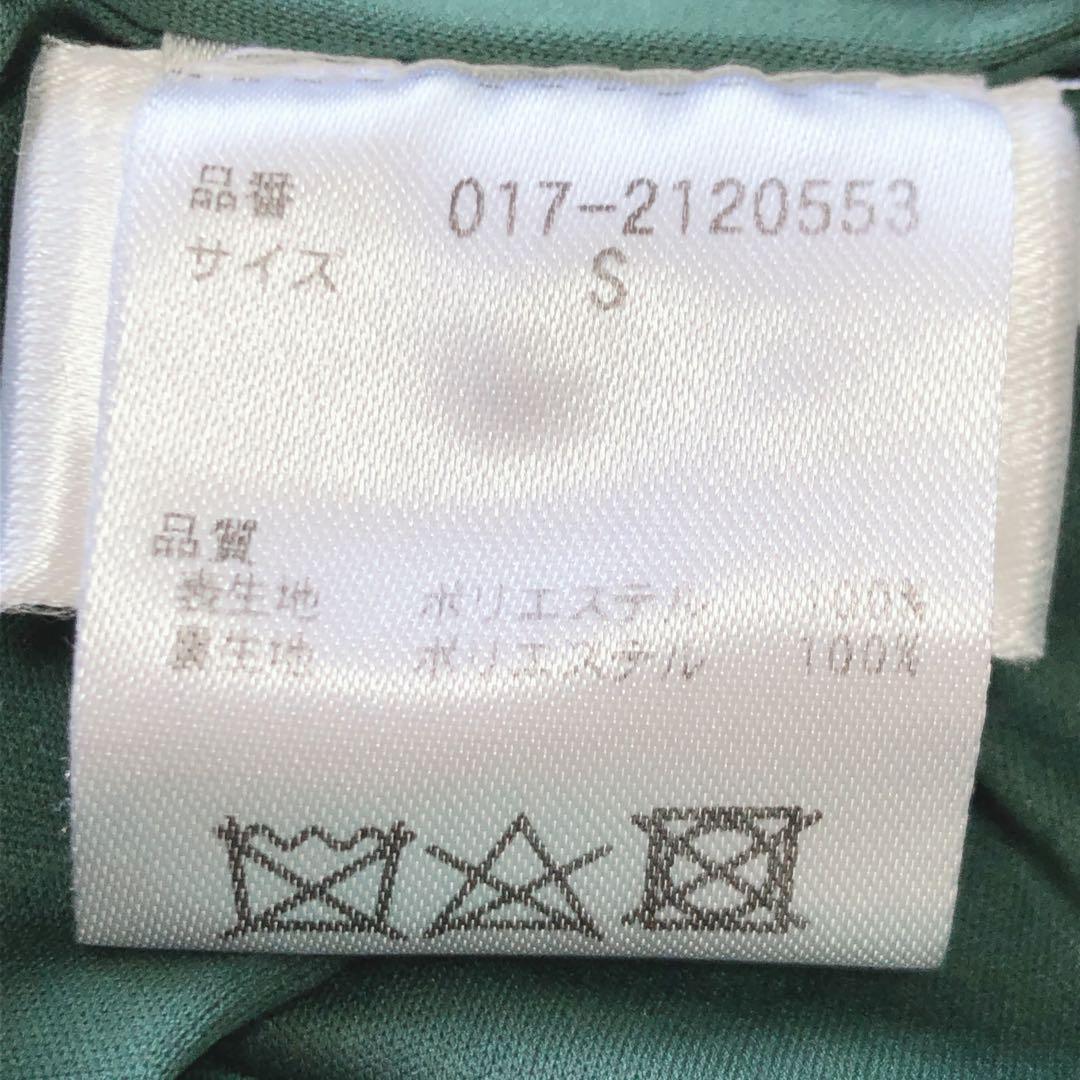 品番 017-2120553
サイズ S
品質
表生地 ポリエステル 100%
裏生地 ポリエステル 100%